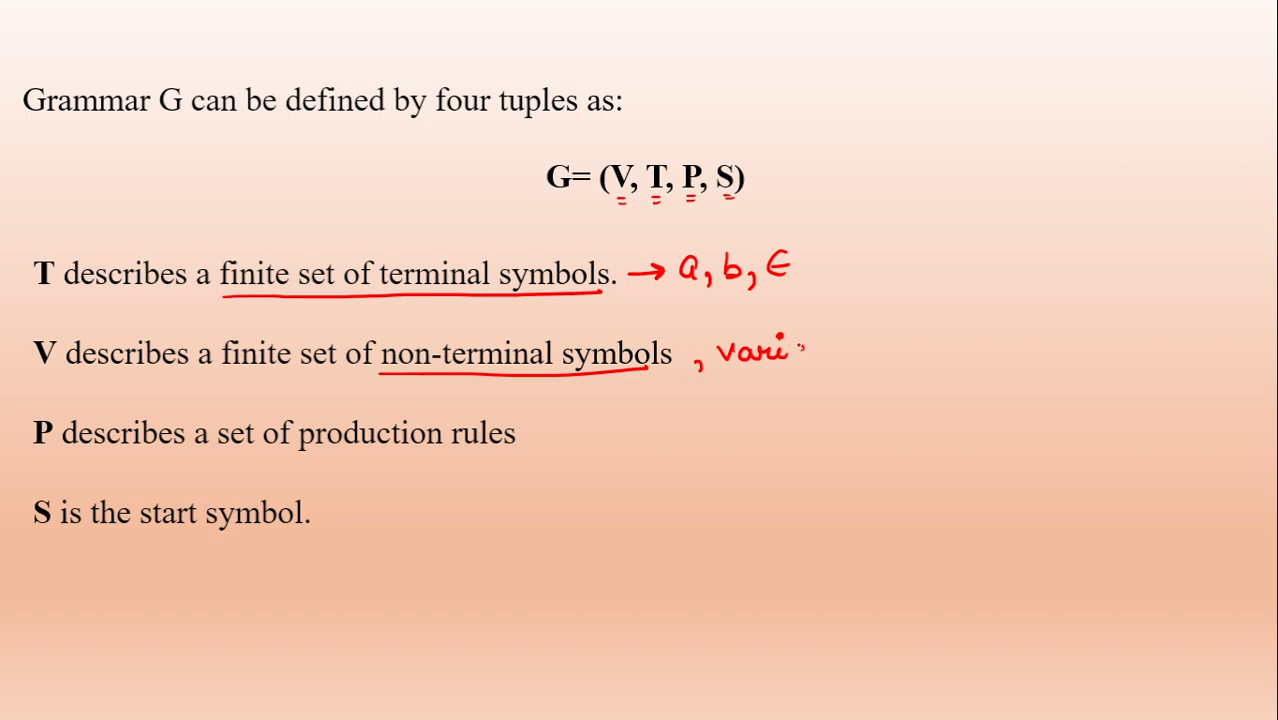 Grammar G can be defined by four tuples as:
G= (V, T, P, S)
T describes a finite set of terminal symbols. → a, b, ∈
V describes a finite set of non-terminal symbols , vari
P describes a set of production rules
S is the start symbol.